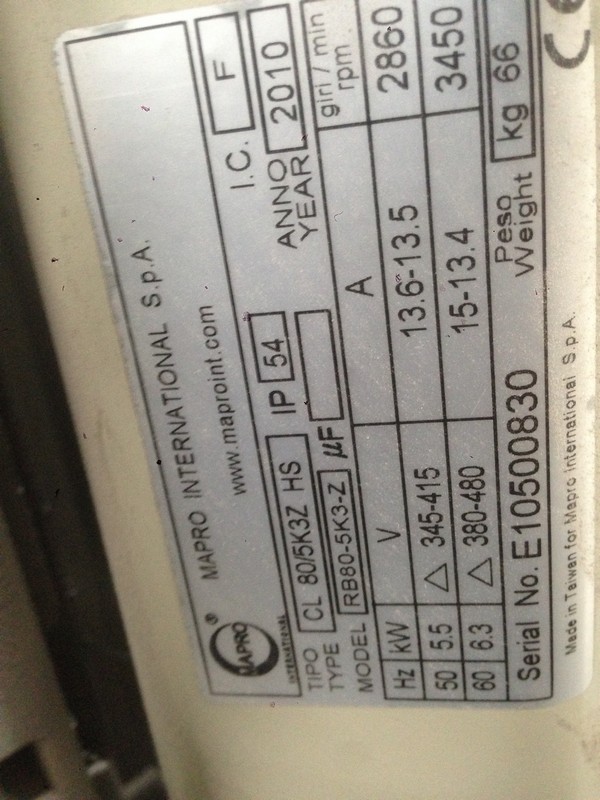 MAPRO INTERNATIONAL S.p.A.
www.maproint.com
I.C. F
MAPRO ®
INTERNATIONAL
TIPO
TYPE
CL 80/5K3Z HS
IP 54
ANNO
YEAR
2010
MODEL RB80-5K3-Z µF
Hz kW V A giri / min
rpm
50 5.5 △ 345-415 13.6-13.5 2860
60 6.3 △ 380-480 15-13.4 3450
Serial No. E10500830
Peso
Weight
kg 66
Made in Taiwan for Mapro International S.p.A.
CE